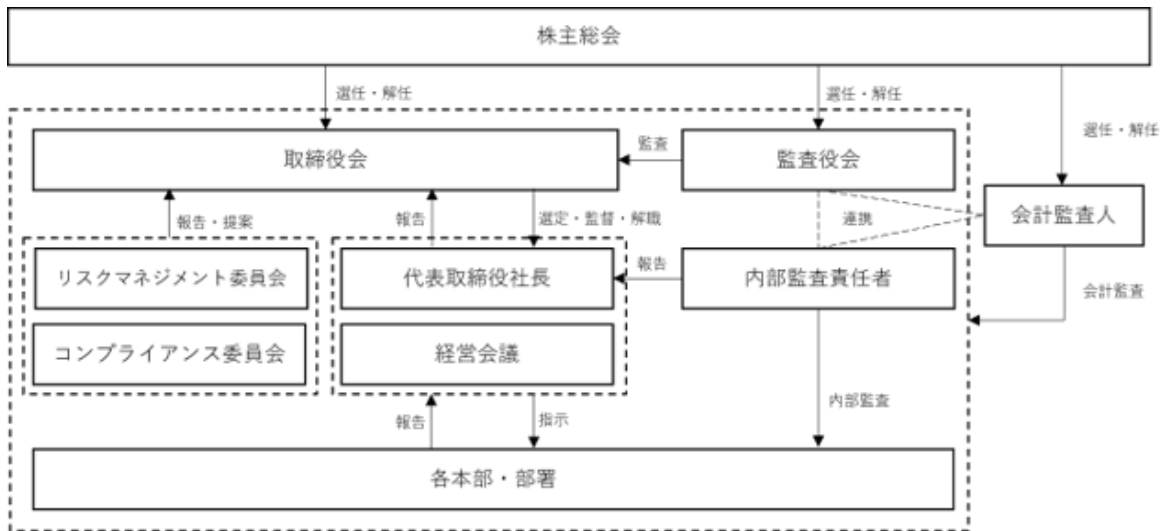 株主総会
選任・解任
選任・解任
選任・解任
取締役会
監査
監査役会
会計監査人
報告・提案
報告
選定・監督・解職
連携
リスクマネジメント委員会
代表取締役社長
報告
内部監査責任者
会計監査
コンプライアンス委員会
経営会議
報告
指示
内部監査
各本部・部署